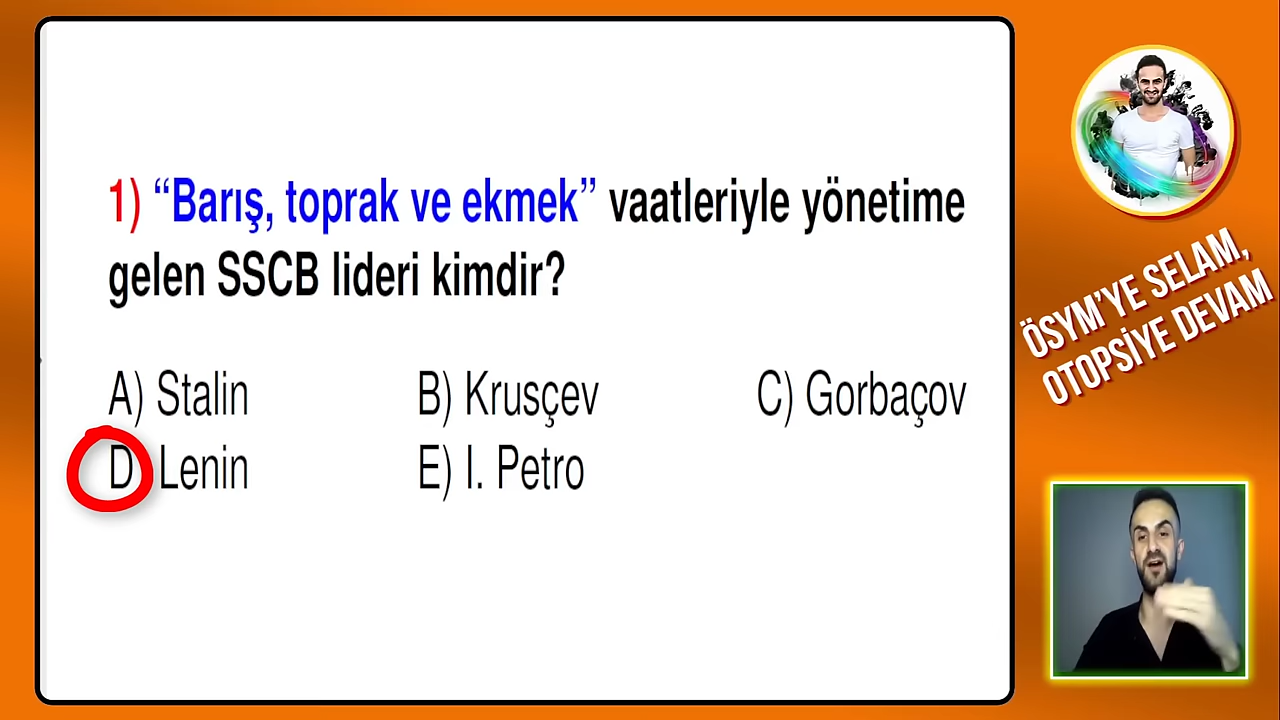 1) “Barış, toprak ve ekmek” vaatleriyle yönetime
gelen SSCB lideri kimdir?
A) Stalin B) Krusçev C) Gorbaçov
D) Lenin E) I. Petro
ÖSYM'YE SELAM,
OTOPSİYE DEVAM